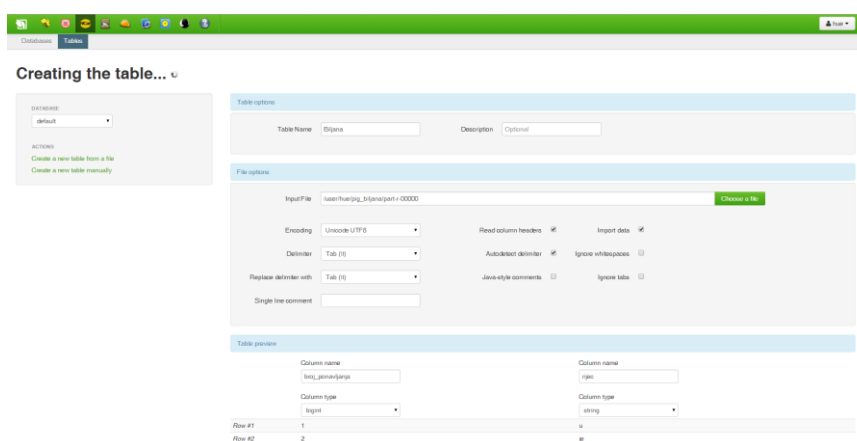 hue
Databases Tables
Creating the table...
DATABASE
default
ACTIONS
Create a new table from a file
Create a new table manually
Table options
Table Name Biljana Description Optional
File options
Input File /user/hue/pig_biljana/part-r-00000 Choose a file
Encoding Unicode UTF8 Read column headers Import data
Delimiter Tab (\t) Autodetect delimiter Ignore whitespaces
Replace delimiter with Tab (\t) Java-style comments Ignore tabs
Single line comment
Table preview
Column name Column name
broj_ponavljanja rijec
Column type Column type
bigint string
Row #1 1 u
Row #2 2 je